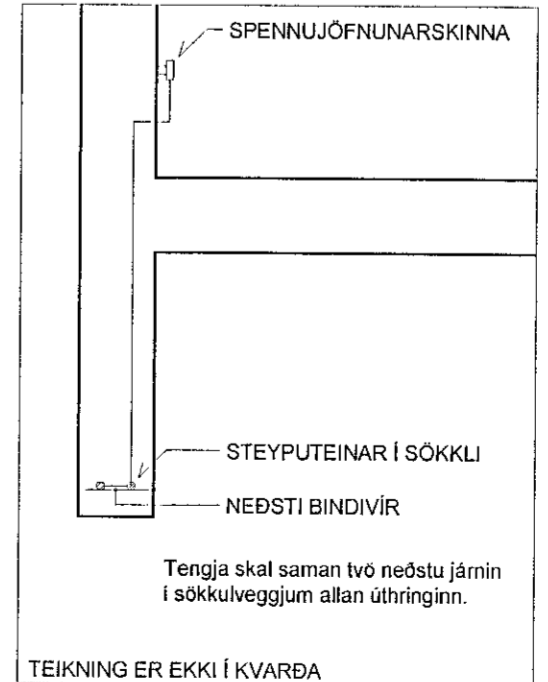 SPENNUJÖFNUNARSKINNA
STEYPUTEINAR Í SÖKKLI
NEÐSTI BINDIVÍR
Tengja skal saman tvö neðstu járnin
í sökkulveggjum allan úthringinn.
TEIKNING ER EKKI Í KVARÐA